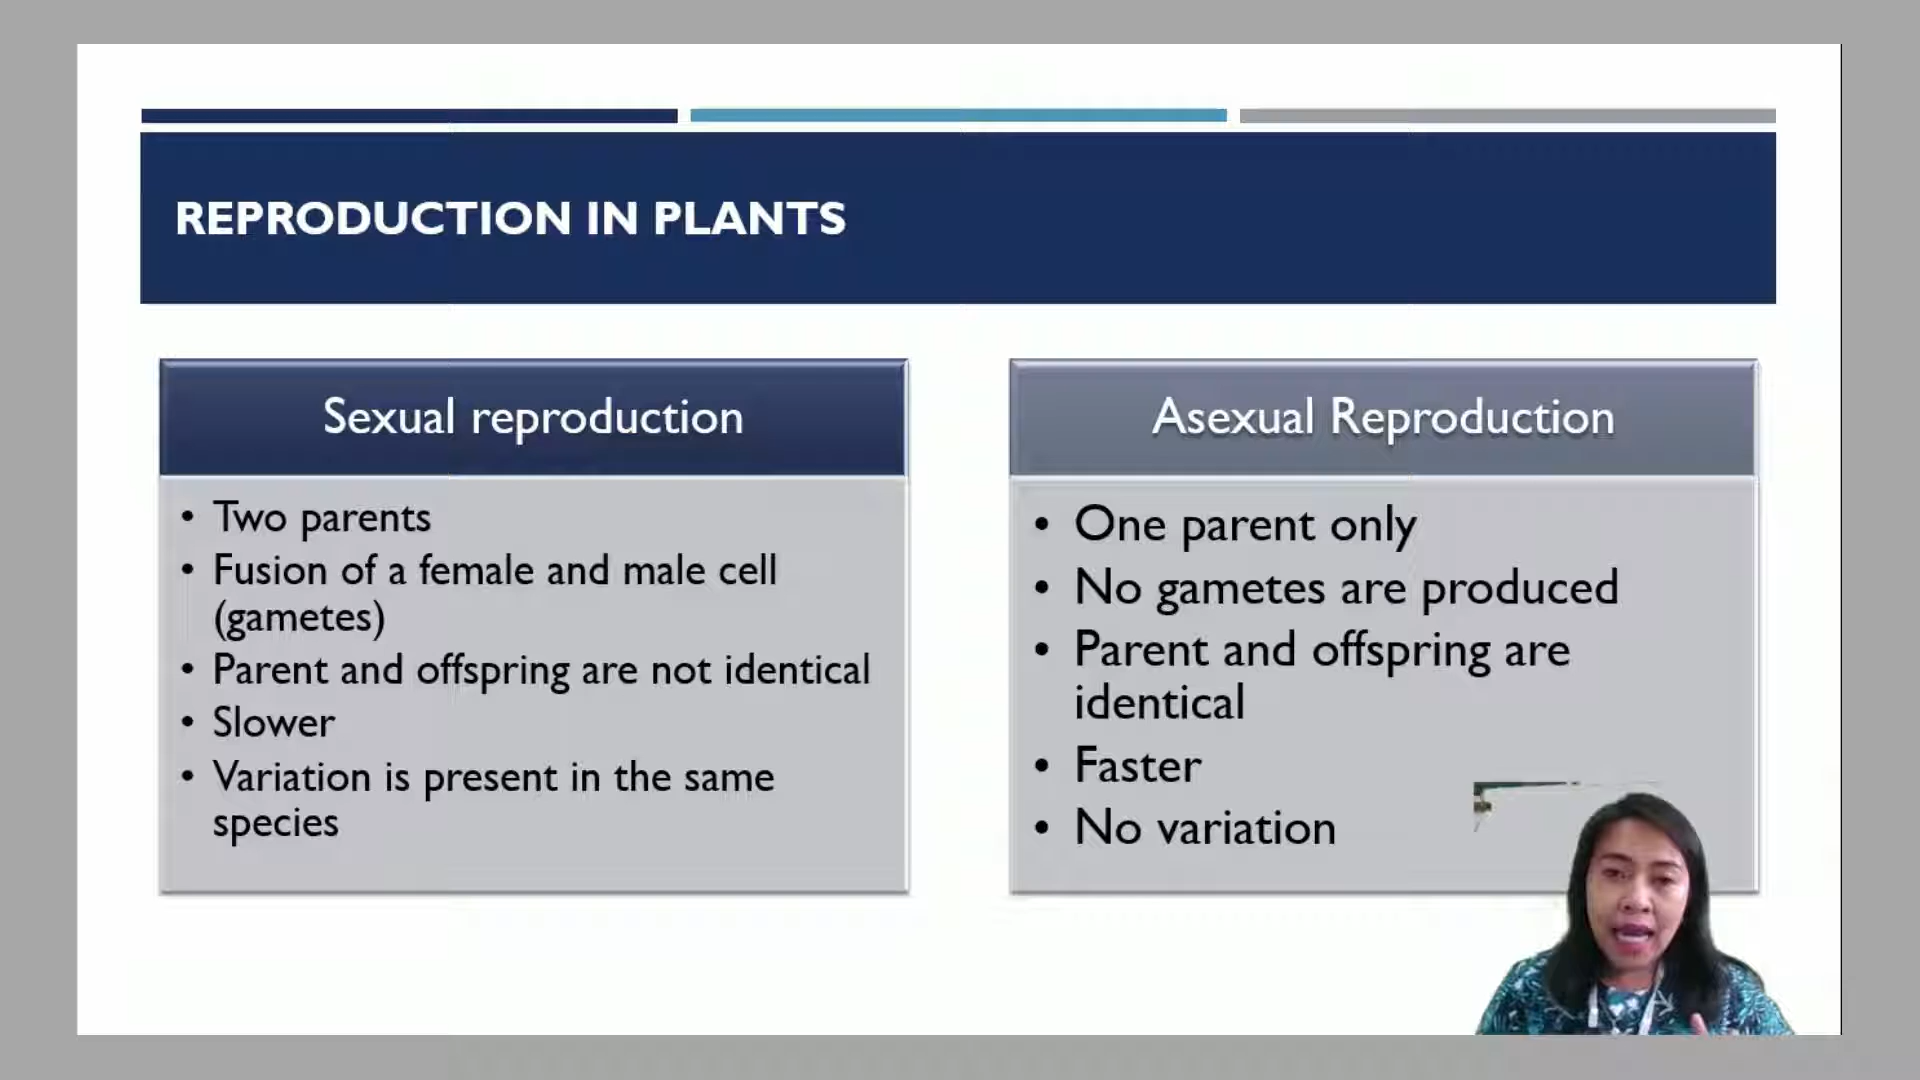 REPRODUCTION IN PLANTS
Sexual reproduction
• Two parents
• Fusion of a female and male cell
(gametes)
• Parent and offspring are not identical
• Slower
• Variation is present in the same
species
Asexual Reproduction
• One parent only
• No gametes are produced
• Parent and offspring are
identical
• Faster
• No variation